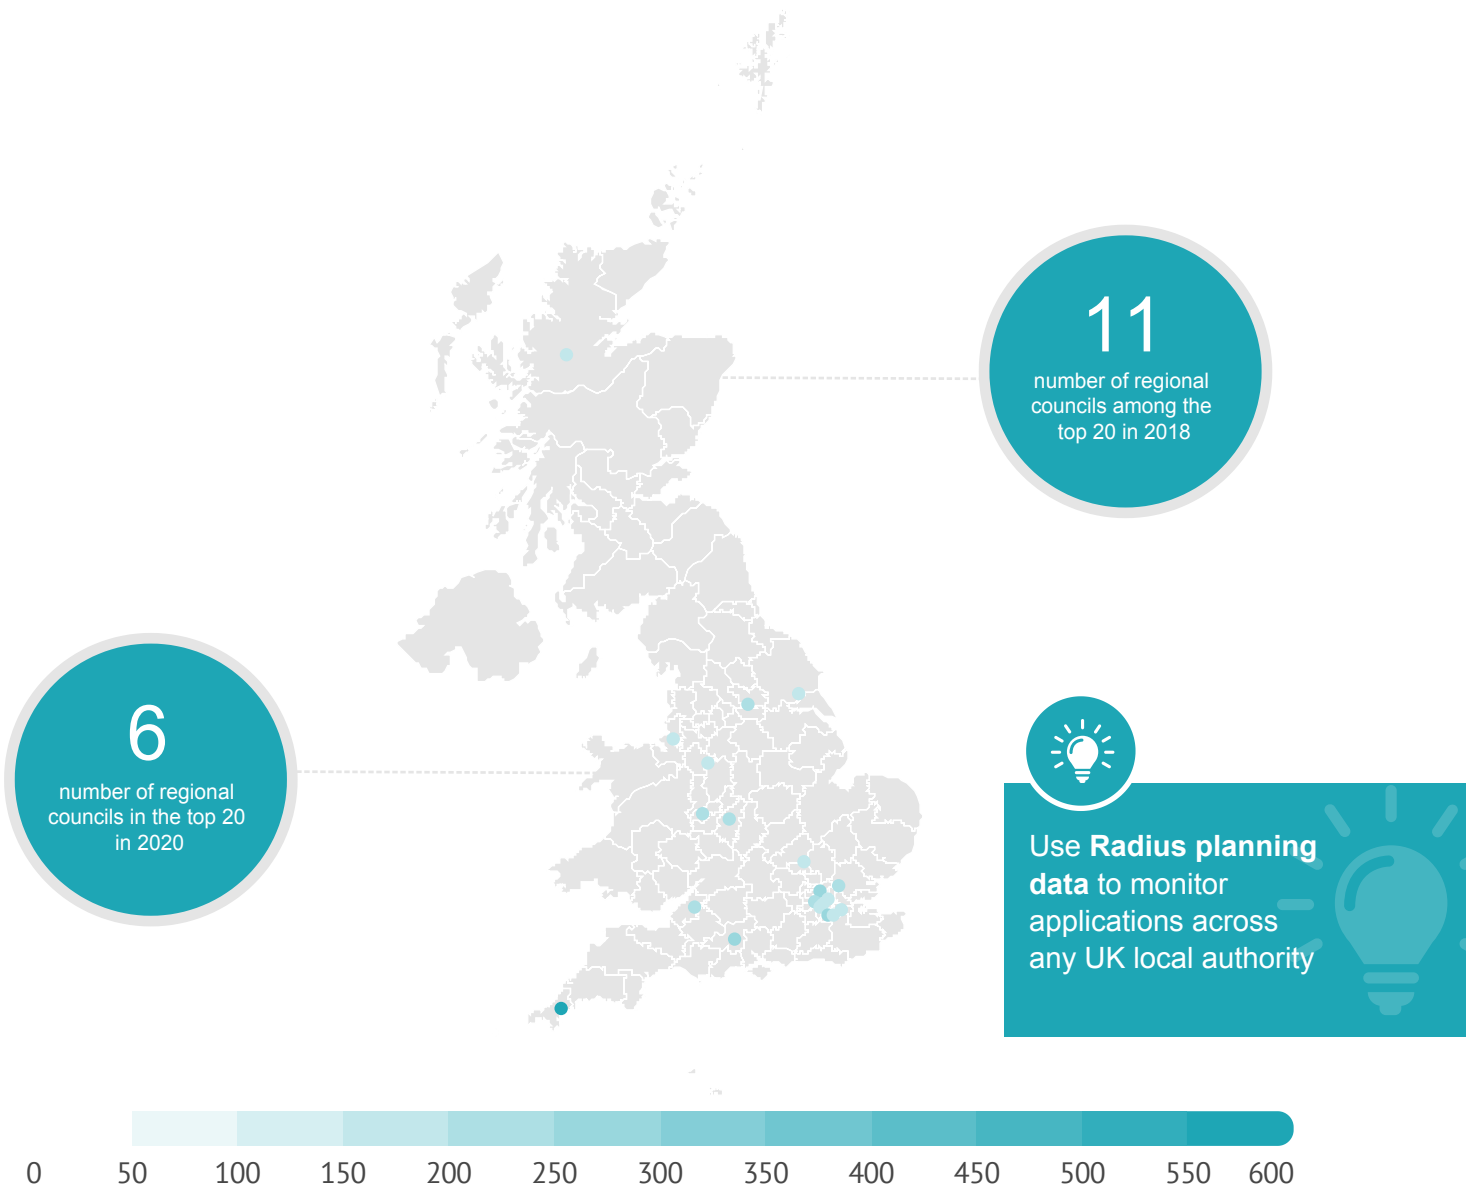 11
number of regional
councils among the
top 20 in 2018
6
number of regional
councils in the top 20
in 2020
Use Radius planning
data to monitor
applications across
any UK local authority
0 50 100 150 200 250 300 350 400 450 500 550 600